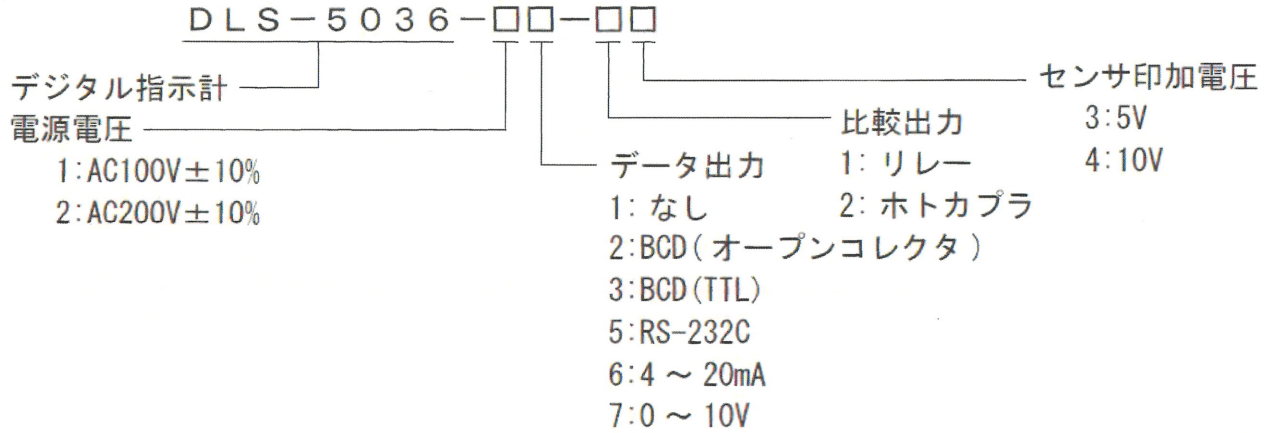 DLS-5036-□□-□□
デジタル指示計
電源電圧
1:AC100V±10%
2:AC200V±10%
データ出力
1:なし
2:BCD(オープンコレクタ)
3:BCD(TTL)
5:RS-232C
6:4～20mA
7:0～10V
比較出力
1:リレー
2:ホトカプラ
センサ印加電圧
3:5V
4:10V